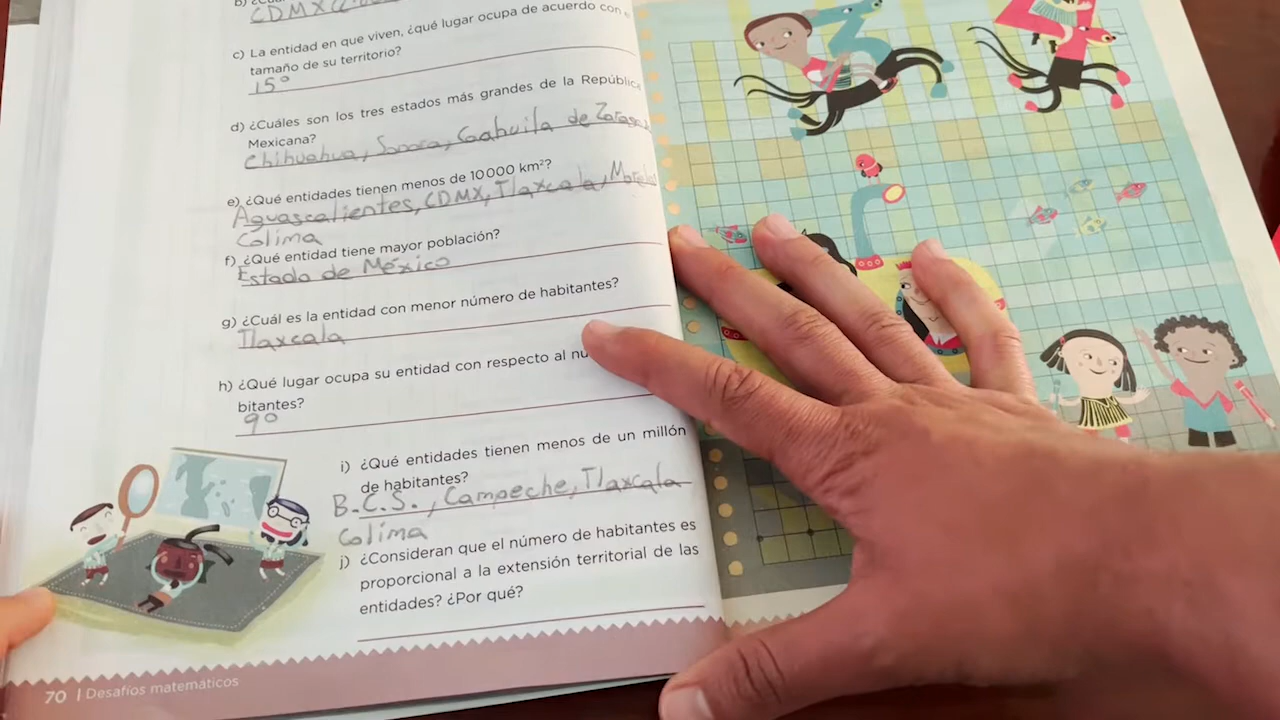 CDMX
c) La entidad en que viven, ¿qué lugar ocupa de acuerdo con
tamaño de su territorio?
15°
d) ¿Cuáles son los tres estados más grandes de la República
Mexicana?
Chihuahua, Sonora, Coahuila de
e) ¿Qué entidades tienen menos de 10000 km²?
Aguascalientes, CDMX, Tlaxcala, Morelos
Colima
f) ¿Qué entidad tiene mayor población?
Estado de México
g) ¿Cuál es la entidad con menor número de habitantes?
Tlaxcala
h) ¿Qué lugar ocupa su entidad con respecto al
bitantes?
9°
i) ¿Qué entidades tienen menos de un millón
de habitantes?
B.C.S., Campeche, Tlaxcala
Colima
j) ¿Consideran que el número de habitantes es
proporcional a la extensión territorial de las
entidades? ¿Por qué?
70 | Desafíos matemáticos